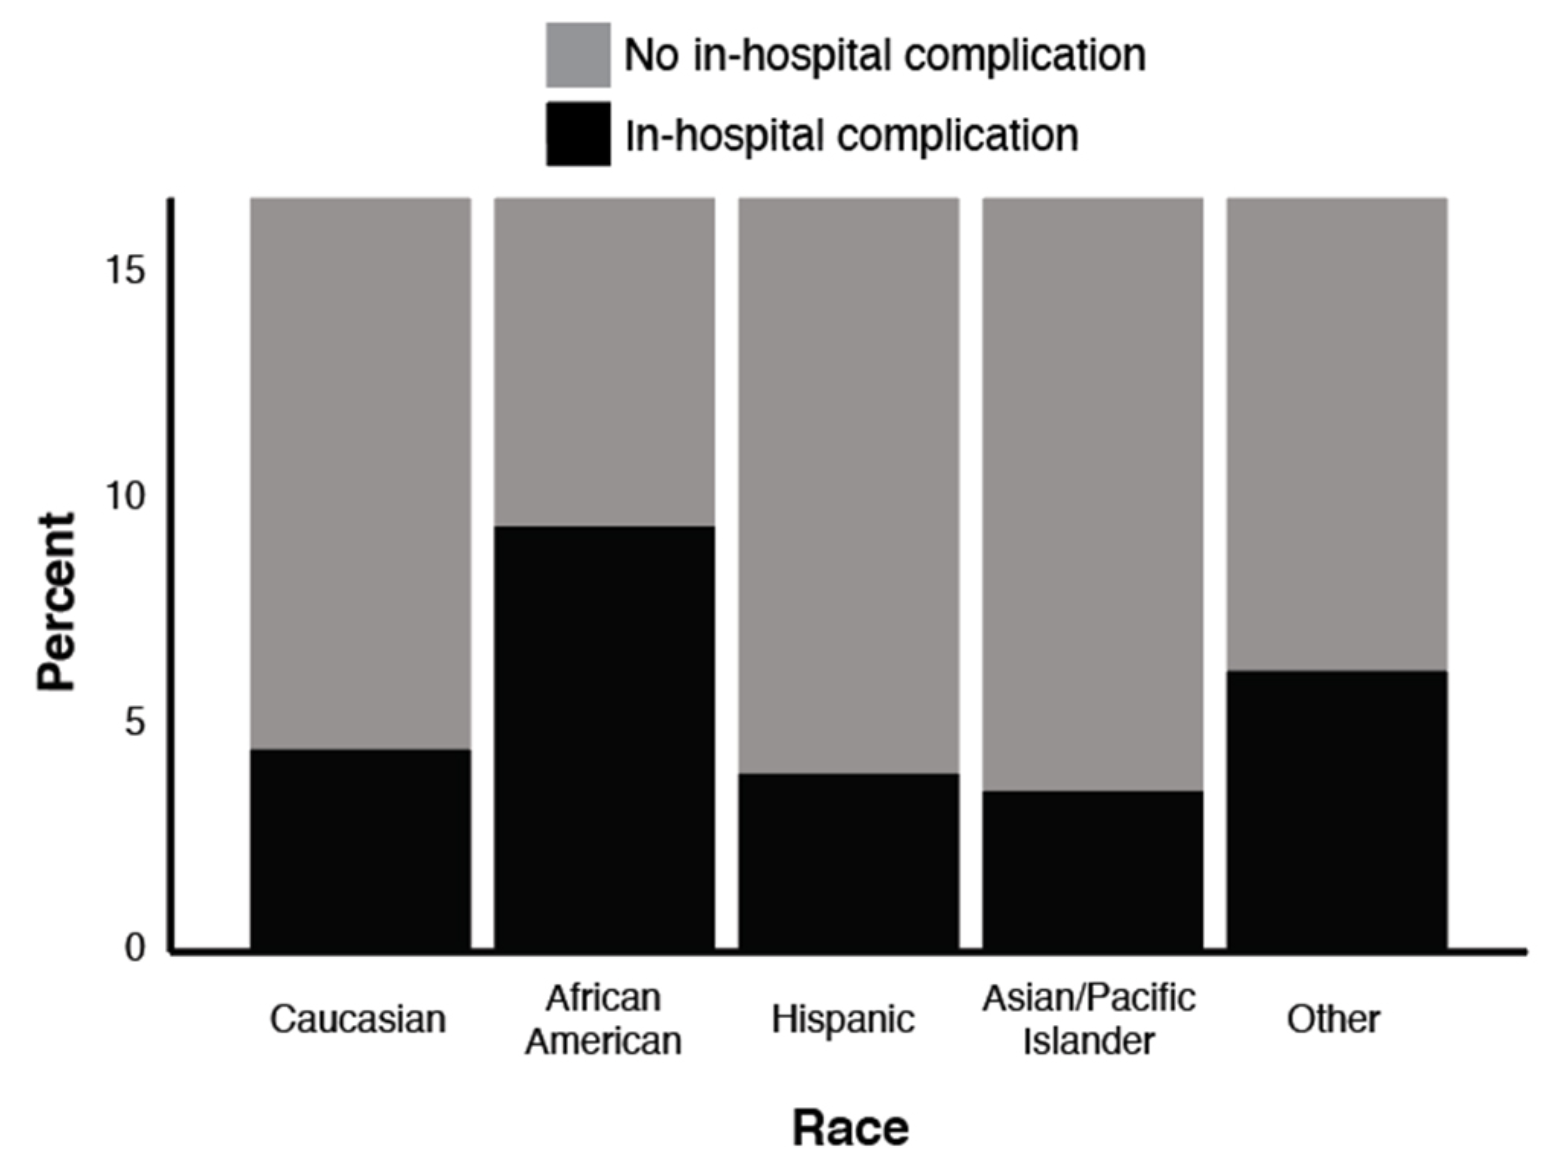 No in-hospital complication
In-hospital complication
15
10
5
0
Percent
Caucasian
African
American
Hispanic
Asian/Pacific
Islander
Other
Race